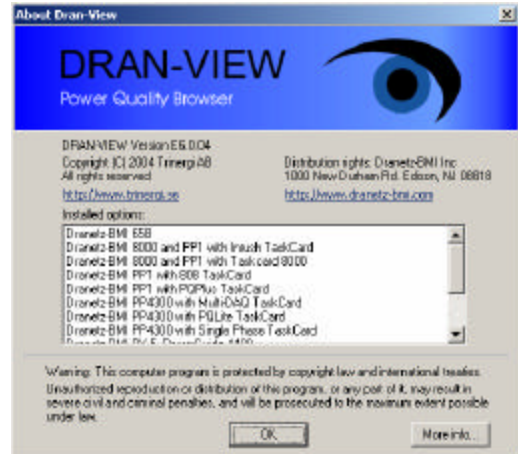 About Dran-View
DRAN-VIEW
Power Quality Browser
DRAN-VIEW Version E6.0.04
Copyright (C) 2004 Trinergi AB
All rights reserved
http://www.trinergi.se
Distribution rights: Dranetz-BMI Inc
1000 New Durham Rd. Edison, NJ 08818
http://www.dranetz-bmi.com
Installed options:
Dranetz-BMI 658
Dranetz-BMI 8000 and PP1 with Inrush TaskCard
Dranetz-BMI 8000 and PP1 with Taskcard 8000
Dranetz-BMI PP1 with 808 TaskCard
Dranetz-BMI PP1 with PQPlus TaskCard
Dranetz-BMI PP4300 with Multi-DAQ TaskCard
Dranetz-BMI PP4300 with PQLite TaskCard
Dranetz-BMI PP4300 with Single Phase TaskCard
Warning: This computer program is protected by copyright law and international treaties.
Unauthorized reproduction or distribution of this program, or any part of it, may result in
severe civil and criminal penalties, and will be prosecuted to the maximum extent possible
under law.
OK
More info...